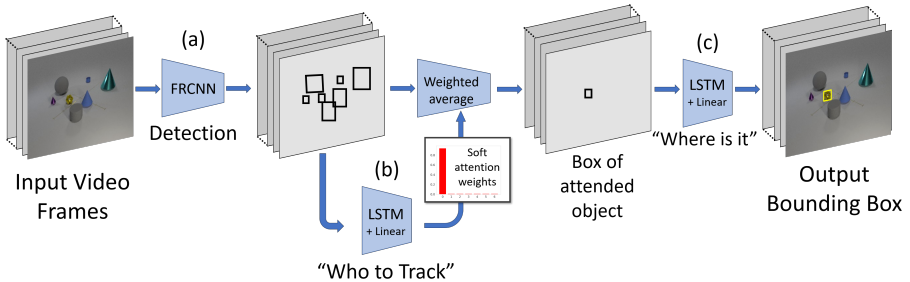 (a)
FRCNN
Detection
Input Video
Frames
(b)
LSTM
+ Linear
"Who to Track"
Weighted
average
Soft
attention
weights
Box of
attended
object
(c)
LSTM
+ Linear
"Where is it"
Output
Bounding Box